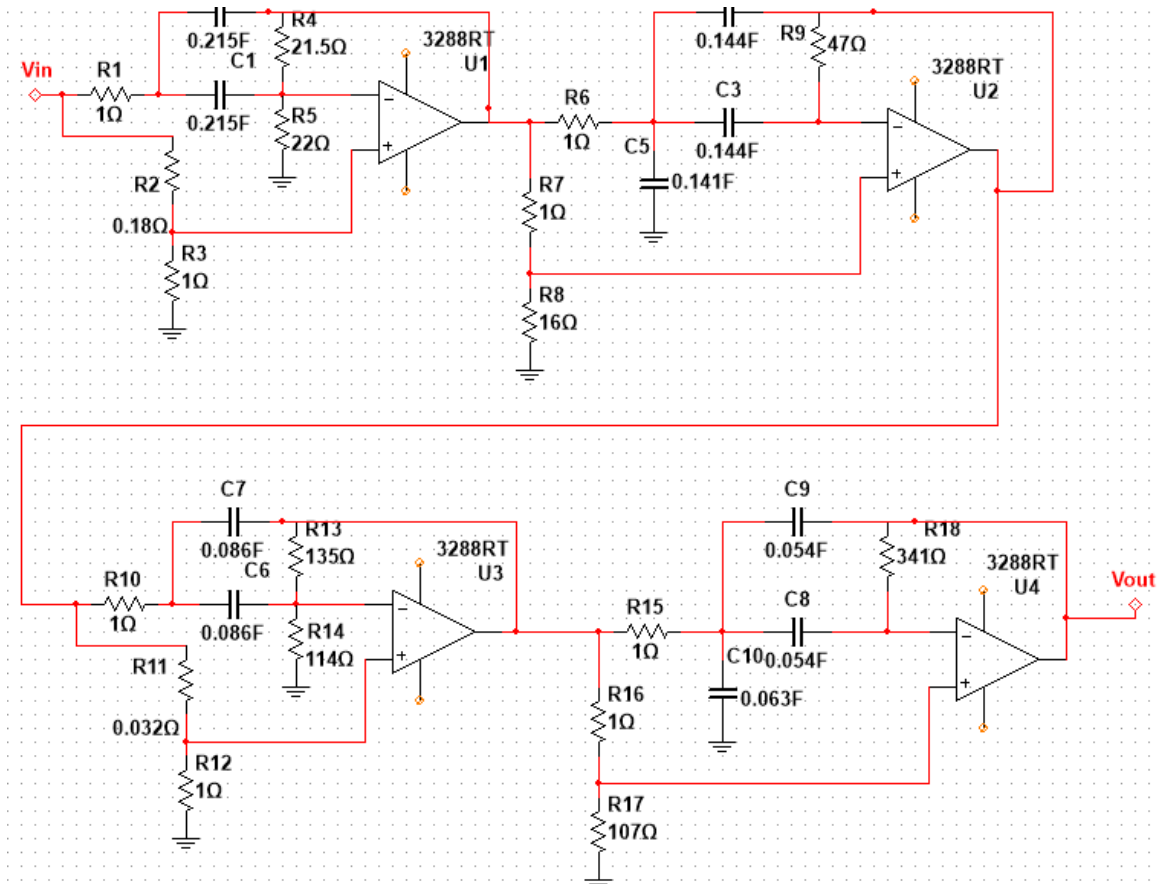 Vin
R1
1Ω
0.215F
C1
0.215F
R4
21.5Ω
R5
22Ω
3288RT
U1
R2
0.18Ω
R3
1Ω
R6
1Ω
C5
0.141F
0.144F
C3
0.144F
R9
47Ω
3288RT
U2
R7
1Ω
R8
16Ω
C7
0.086F
C6
0.086F
R10
1Ω
R13
135Ω
R14
114Ω
3288RT
U3
R11
0.032Ω
R12
1Ω
R15
1Ω
C9
0.054F
C8
0.054F
C10
0.063F
R18
341Ω
3288RT
U4
Vout
R16
1Ω
R17
107Ω